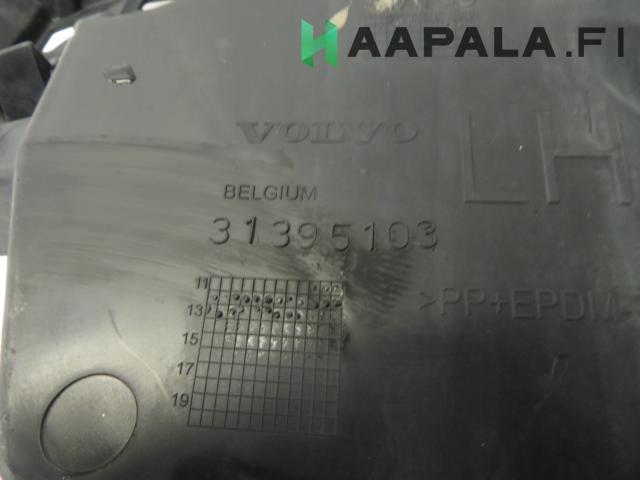 HAAPALA.FI
VOLVO
LH
BELGIUM
31395103
>PP+EPDM-
11
13
15
17
19